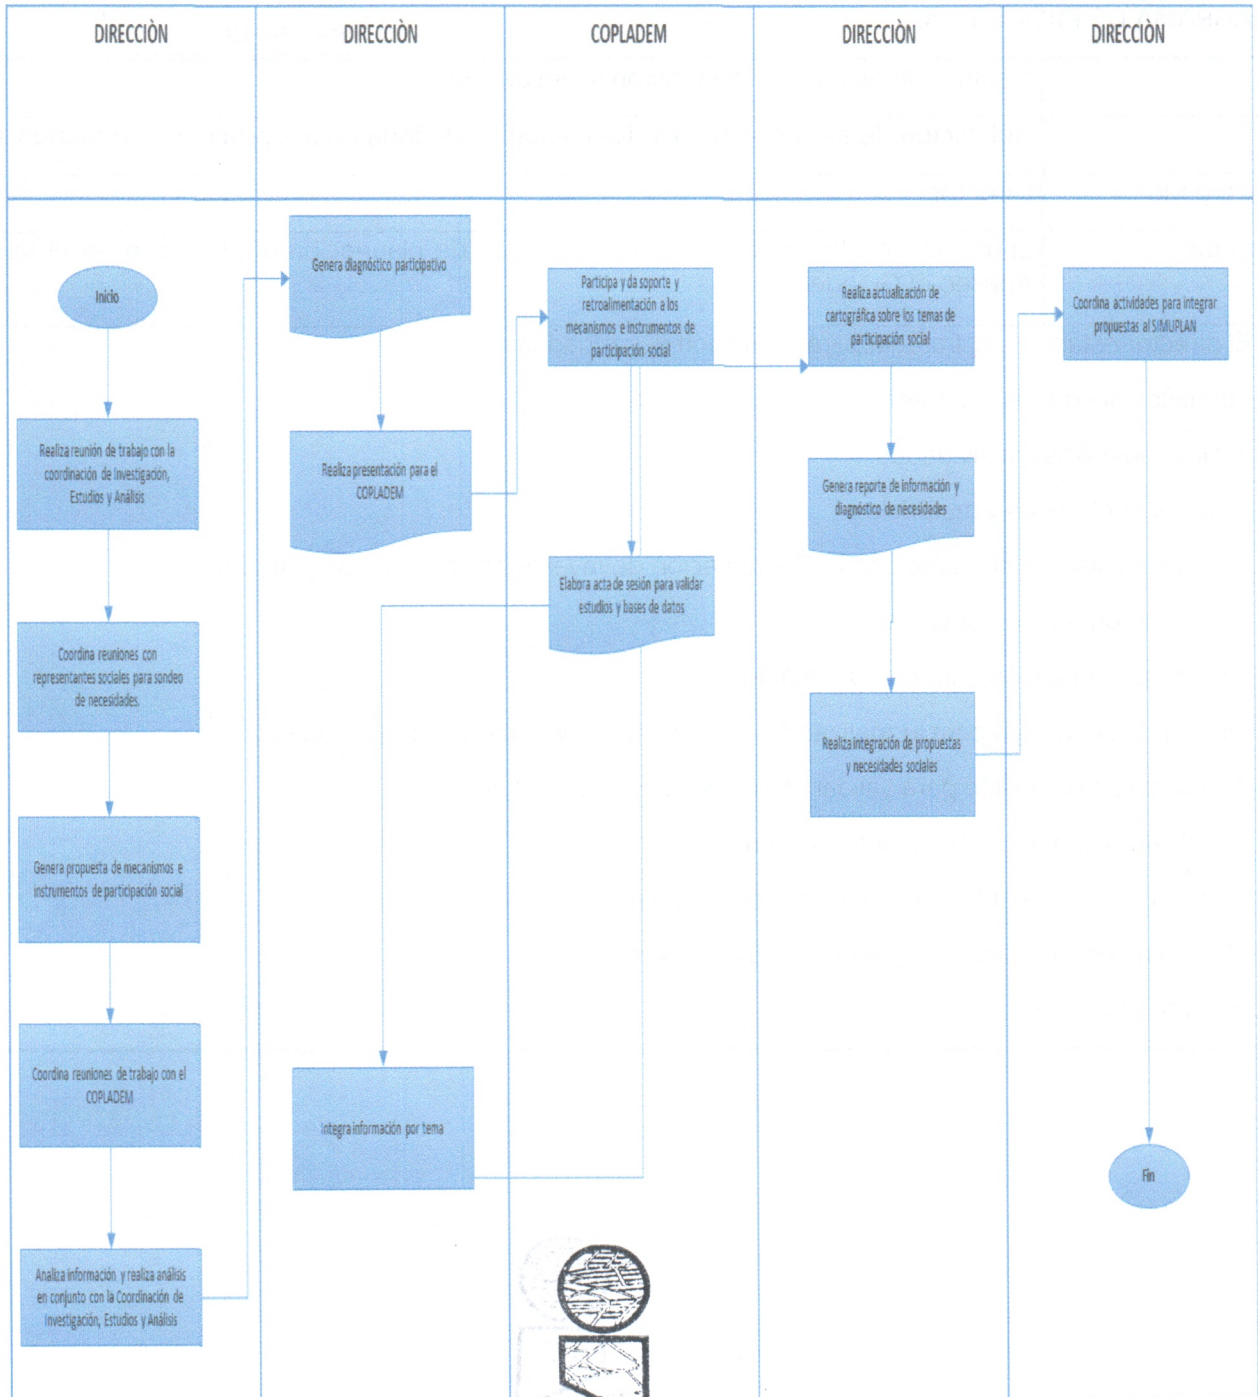 DIRECCIÒN
DIRECCIÒN
COPLADEM
DIRECCIÒN
DIRECCIÒN
Inicio
Realiza reunión de trabajo con la
coordinación de Investigación,
Estudios y Análisis
Coordina reuniones con
representantes sociales para sondeo
de necesidades.
Genera propuesta de mecanismos e
instrumentos de participación social
Coordina reuniones de trabajo con el
COPLADEM
Analiza información y realiza análisis
en conjunto con la Coordinación de
Investigación, Estudios y Análisis
Genera diagnóstico participativo
Realiza presentación para el
COPLADEM
Integra información por tema
Participa y da soporte y
retroalimentación a los
mecanismos e instrumentos de
participación social
Elabora acta de sesión para validar
estudios y bases de datos
Realiza actualización de
cartográfica sobre los temas de
participación social
Genera reporte de información y
diagnóstico de necesidades
Realiza integración de propuestas
y necesidades sociales
Coordina actividades para integrar
propuestas al SIMUPLAN
Fin